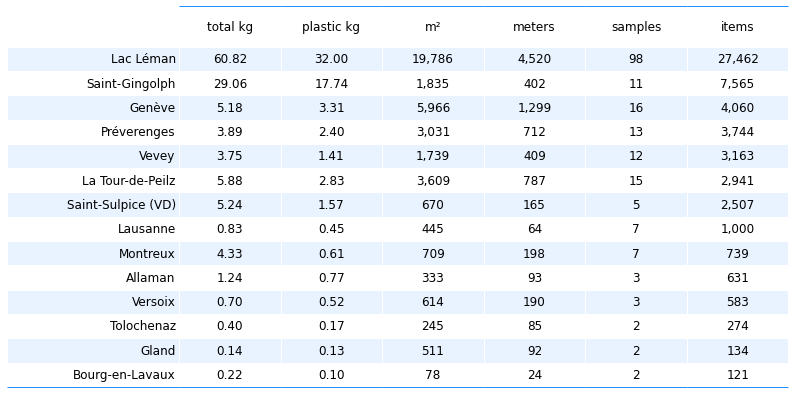 total kg plastic kg m² meters samples items
Lac Léman 60.82 32.00 19,786 4,520 98 27,462
Saint-Gingolph 29.06 17.74 1,835 402 11 7,565
Genève 5.18 3.31 5,966 1,299 16 4,060
Préverenges 3.89 2.40 3,031 712 13 3,744
Vevey 3.75 1.41 1,739 409 12 3,163
La Tour-de-Peilz 5.88 2.83 3,609 787 15 2,941
Saint-Sulpice (VD) 5.24 1.57 670 165 5 2,507
Lausanne 0.83 0.45 445 64 7 1,000
Montreux 4.33 0.61 709 198 7 739
Allaman 1.24 0.77 333 93 3 631
Versoix 0.70 0.52 614 190 3 583
Tolochenaz 0.40 0.17 245 85 2 274
Gland 0.14 0.13 511 92 2 134
Bourg-en-Lavaux 0.22 0.10 78 24 2 121